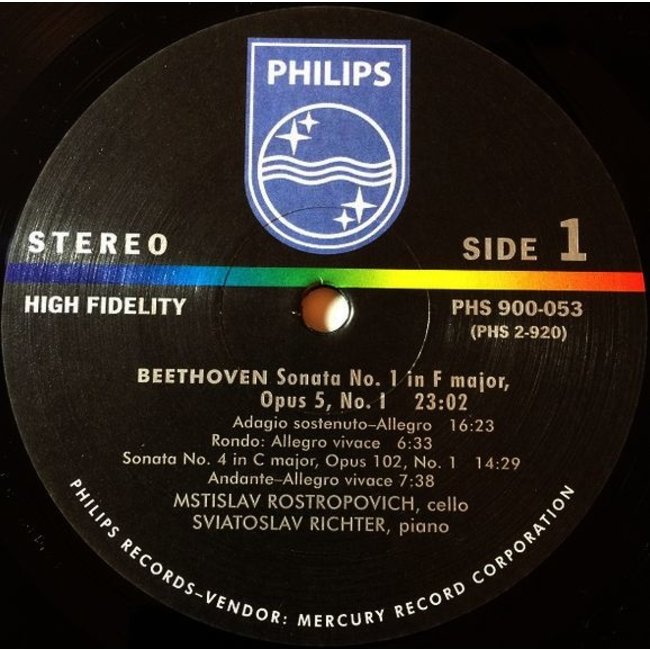 PHILIPS
STEREO
SIDE 1
HIGH FIDELITY
PHS 900-053
(PHS 2-920)
BEETHOVEN Sonata No. 1 in F major,
Opus 5, No. 1 23:02
Adagio sostenuto–Allegro 16:23
Rondo: Allegro vivace 6:33
Sonata No. 4 in C major, Opus 102, No. 1 14:29
Andante–Allegro vivace 7:38
MSTISLAV ROSTROPOVICH, cello
SVIATOSLAV RICHTER, piano
PHILIPS RECORDS–VENDOR: MERCURY RECORD CORPORATION